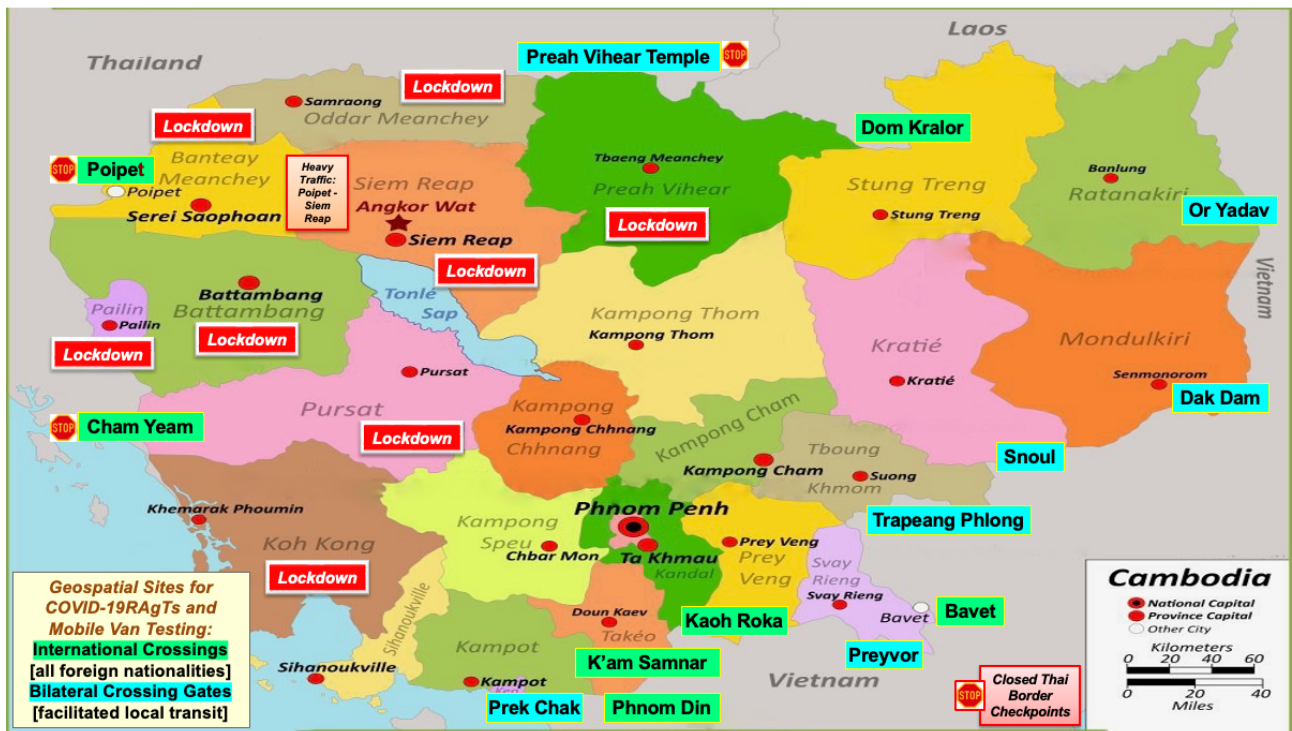 Laos
Thailand
Preah Vihear Temple
STOP
Lockdown
Samraong
Oddar Meanchey
Lockdown
Dom Kralor
STOP
Poipet
Banteay
Meanchey
Poipet
Serei Saophoan
Heavy
Traffic:
Poipet -
Siem
Reap
Siem Reap
Angkor Wat
Siem Reap
Lockdown
Tbaeng Meanchey
Preah Vihear
Lockdown
Stung Treng
Stung Treng
Banlung
Ratanakiri
Or Yadav
Vietnam
Battambang
Battambang
Lockdown
Pailin
Pailin
Lockdown
Tonlé
Sap
Kampong Thom
Kampong Thom
Kratié
Kratié
Mondulkiri
Senmonorom
Dak Dam
Pursat
Pursat
Lockdown
STOP
Cham Yeam
Kampong
Kampong Chhnang
Chhnang
Kampong Cham
Kampong Cham
Tboung
Khmom
Suong
Snoul
Trapeang Phlong
Khemarak Phoumin
Koh Kong
Lockdown
Kampong
Speu
Chbar Mon
Phnom Penh
Ta Khmau
Kandal
Prey Veng
Prey
Veng
Svay
Rieng
Svay Rieng
Bavet
Bavet
Kaoh Roka
Preyvor
Doun Kaev
Takéo
K'am Samnar
Sihanoukville
Sihanoukville
Kampot
Kampot
Kep
Prek Chak
Phnom Din
Vietnam
Geospatial Sites for
COVID-19RAgTs and
Mobile Van Testing:
International Crossings
[all foreign nationalities]
Bilateral Crossing Gates
[facilitated local transit]
STOP
Closed Thai
Border
Checkpoints
Cambodia
National Capital
Province Capital
Other City
Kilometers
0 20 40 60
0 20 40
Miles